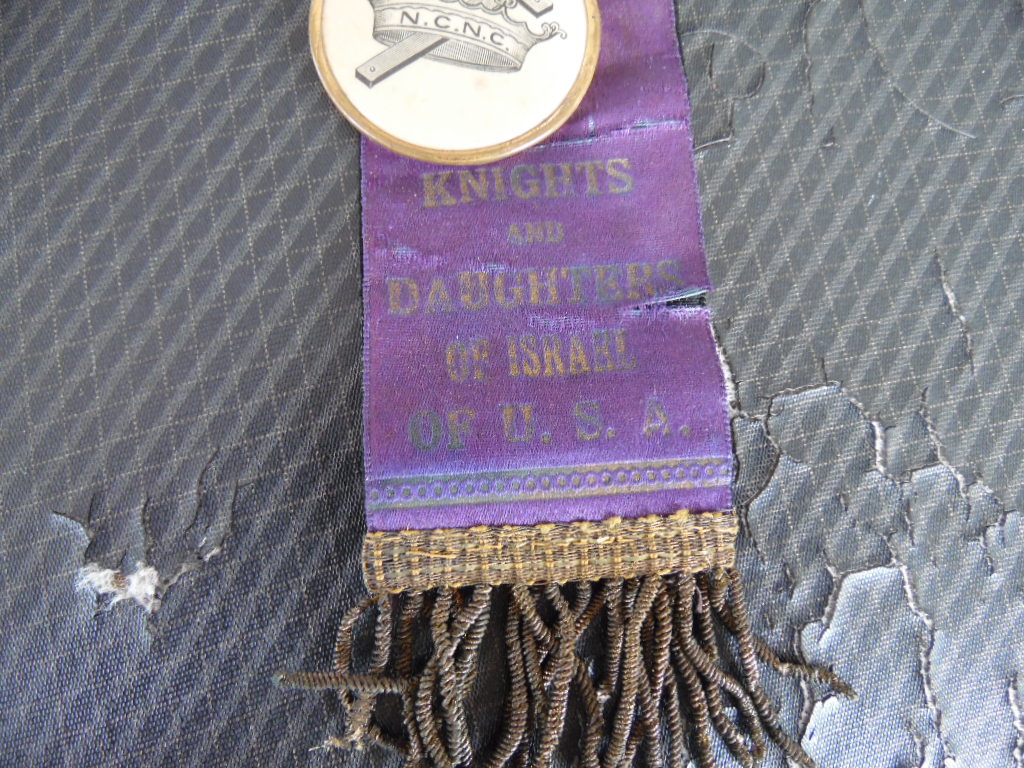 N.C.N.C.
KNIGHTS
AND
DAUGHTERS
OF ISRAEL
OF U. S. A.